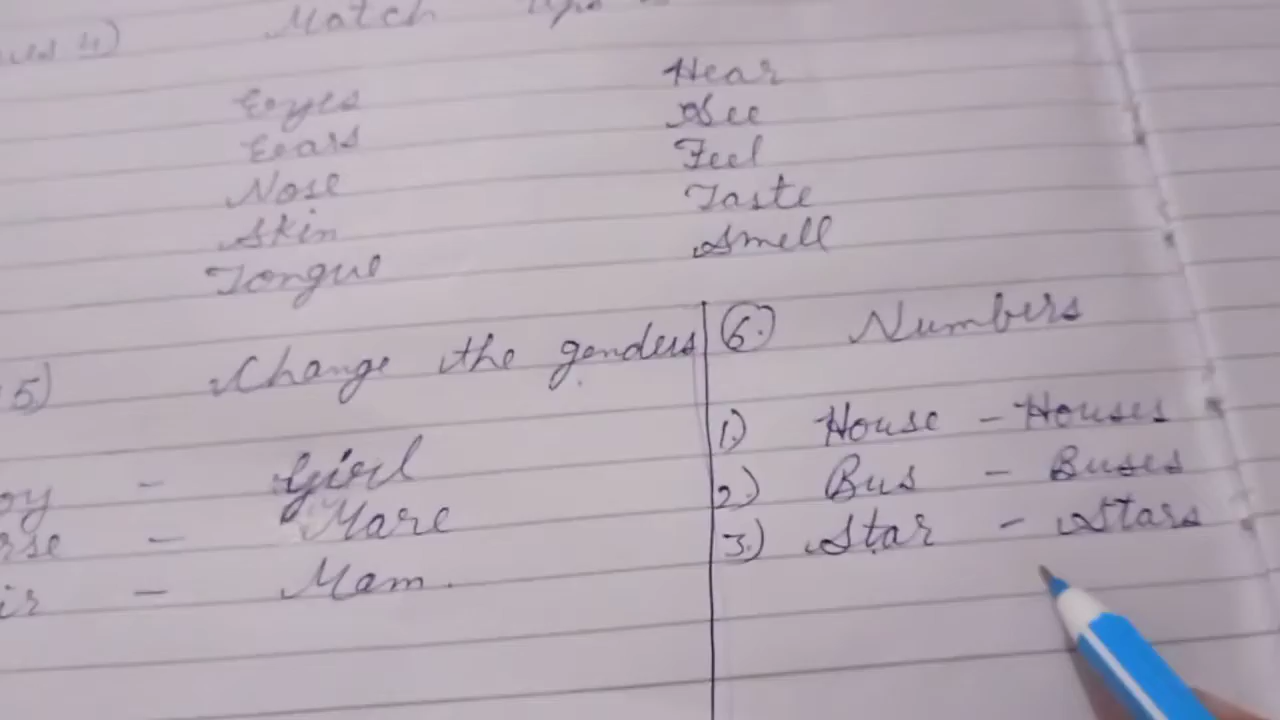 4)
Match
Eyes Hear
Ears See
Nose Feel
Skin Taste
Tongue Smell
5) Change the genders
- Girl
- Mare
- Mam.
6.) Numbers
1.) House - Houses
2.) Bus - Buses
3.) Star - Stars